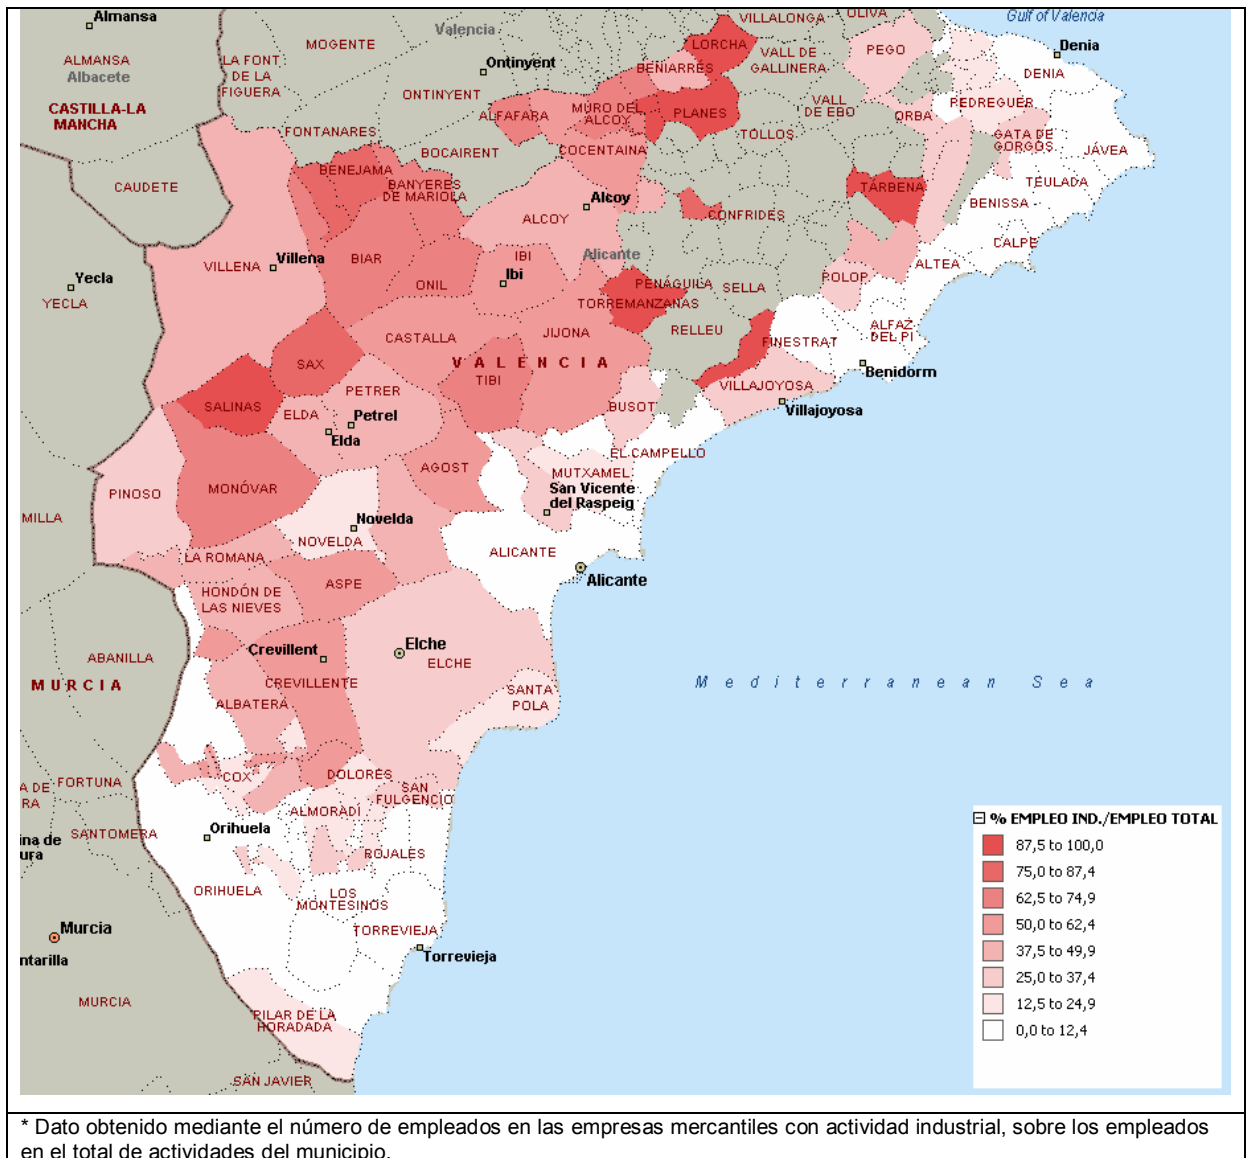 Almansa
VILLALONGA
OLIVA
Gulf of Valencia
Valencia
MOGENTE
LORCHA
PEGO
Denia
ALMANSA
Albacete
LA FONT
DE LA
FIGUERA
Ontinyent
BENIARRÉS
VALL DE
GALLINERA
DENIA
CASTILLA-LA
MANCHA
ONTINYENT
ALFAFARA
MURO DEL
ALCOY
PLANES
VALL
DE EBO
ORBA
PEDREGUER
FONTANARES
TOLLOS
GATA DE
GORGOS
BOCAIRENT
COCENTAINA
JÁVEA
CAUDETE
BENEJAMA
BANYERES
DE MARIOLA
Alcoy
TÁRBENA
TEULADA
BENISSA
ALCOY
CONFRIDES
CALPE
Villena
VILLENA
BIAR
IBI
Alicante
ALTEA
Yecla
YECLA
ONIL
Ibi
PENÁGUILA
SELLA
POLOP
TORREMANZANAS
CASTALLA
JIJONA
RELLEU
FINESTRAT
ALFAZ
DEL PI
SAX
V A L E N C I A
TIBI
Benidorm
PETRER
VILLAJOYOSA
SALINAS
ELDA
Petrel
BUSOT
Villajoyosa
Elda
EL CAMPELLO
AGOST
MUTXAMEL
PINOSO
MONÓVAR
San Vicente
del Raspeig
MILLA
Novelda
NOVELDA
ALICANTE
LA ROMANA
ASPE
Alicante
HONDÓN DE
LAS NIEVES
Crevillent
Elche
ELCHE
ABANILLA
M U R C I A
CREVILLENTE
SANTA
POLA
M e d i t e r r a n e a n S e a
ALBATERA
COX
DOLORES
A DE
RA
FORTUNA
SAN
FULGENCIO
ALMORADÍ
% EMPLEO IND./EMPLEO TOTAL
87,5 to 100,0
75,0 to 87,4
62,5 to 74,9
50,0 to 62,4
37,5 to 49,9
25,0 to 37,4
12,5 to 24,9
0,0 to 12,4
ina de
ura
SANTOMERA
Orihuela
ROJALES
ORIHUELA
LOS
MONTESINOS
Murcia
TORREVIEJA
ntarilla
Torrevieja
MURCIA
PILAR DE LA
HORADADA
SAN JAVIER
* Dato obtenido mediante el número de empleados en las empresas mercantiles con actividad industrial, sobre los empleados
en el total de actividades del municipio.